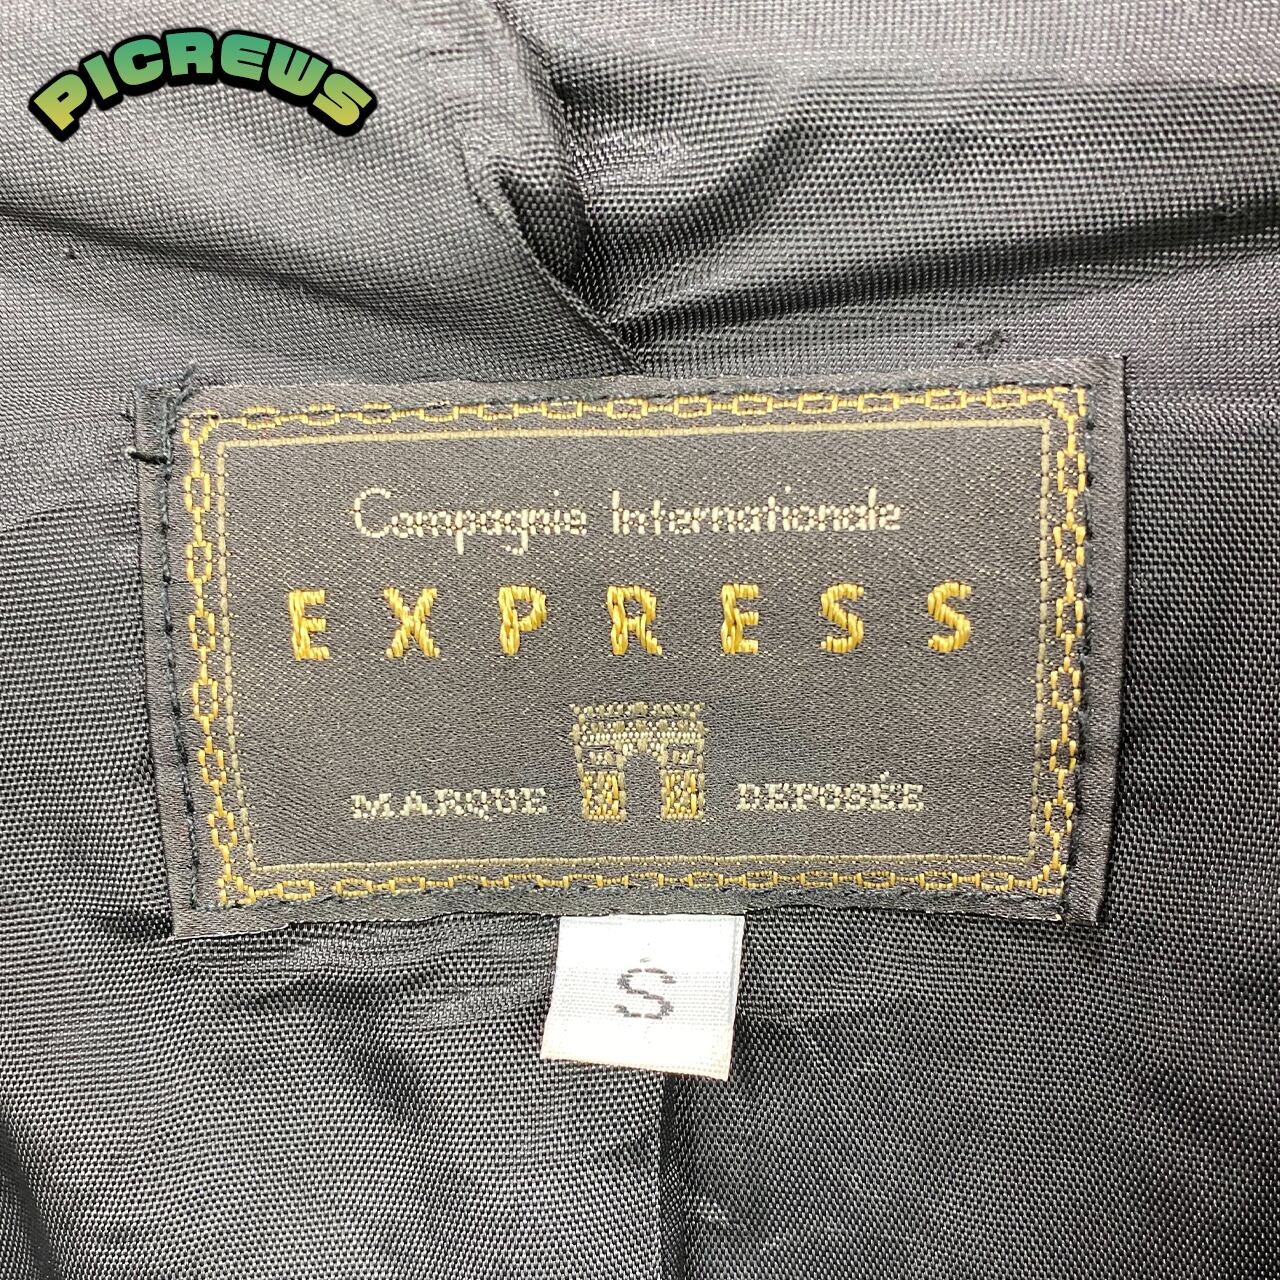 PICREWS
Compagnie Internationale
EXPRESS
MARQUE DEPOSÉE
S